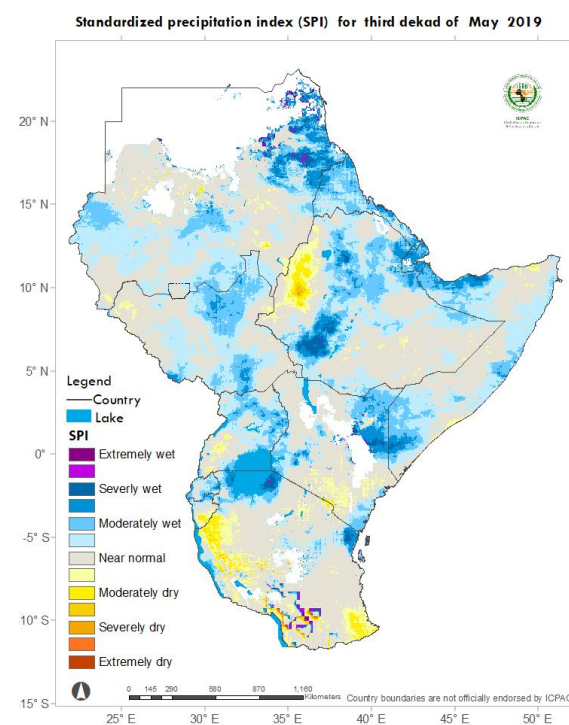 Standardized precipitation index (SPI) for third dekad of May 2019
ICPAC
20° N
15° N
10° N
5° N
0°
-5° S
10° S
15° S
Legend
Country
Lake
SPI
Extremely wet
Severly wet
Moderately wet
Near normal
Moderately dry
Severely dry
Extremely dry
0 145 290 580 870 1,160
Kilometers
Country boundaries are not officially endorsed by ICPAC
25° E 30° E 35° E 40° E 45° E 50° E